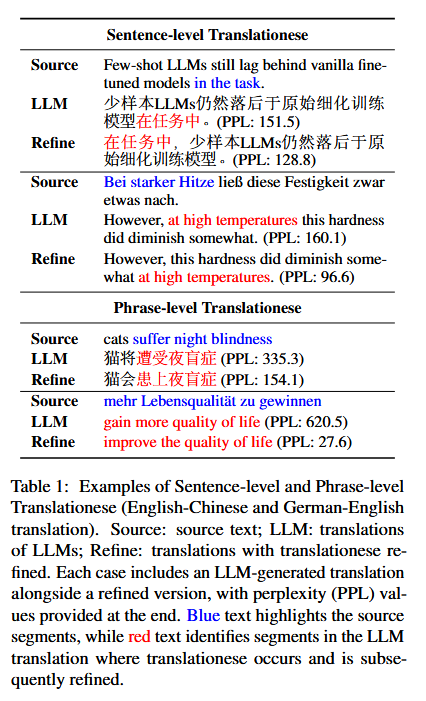 Sentence-level Translationese
Source Few-shot LLMs still lag behind vanilla fine-
tuned models in the task.
LLM 少样本LLMs仍然落后于原始细化训练
模型在任务中。(PPL: 151.5)
Refine 在任务中，少样本LLMs仍然落后于原
始细化训练模型。(PPL: 128.8)
Source Bei starker Hitze ließ diese Festigkeit zwar
etwas nach.
LLM However, at high temperatures this hardness
did diminish somewhat. (PPL: 160.1)
Refine However, this hardness did diminish some-
what at high temperatures. (PPL: 96.6)
Phrase-level Translationese
Source cats suffer night blindness
LLM 猫将遭受夜盲症 (PPL: 335.3)
Refine 猫会患上夜盲症 (PPL: 154.1)
Source mehr Lebensqualität zu gewinnen
LLM gain more quality of life (PPL: 620.5)
Refine improve the quality of life (PPL: 27.6)
Table 1: Examples of Sentence-level and Phrase-level
Translationese (English-Chinese and German-English
translation). Source: source text; LLM: translations
of LLMs; Refine: translations with translationese re-
fined. Each case includes an LLM-generated translation
alongside a refined version, with perplexity (PPL) val-
ues provided at the end. Blue text highlights the source
segments, while red text identifies segments in the LLM
translation where translationese occurs and is subse-
quently refined.